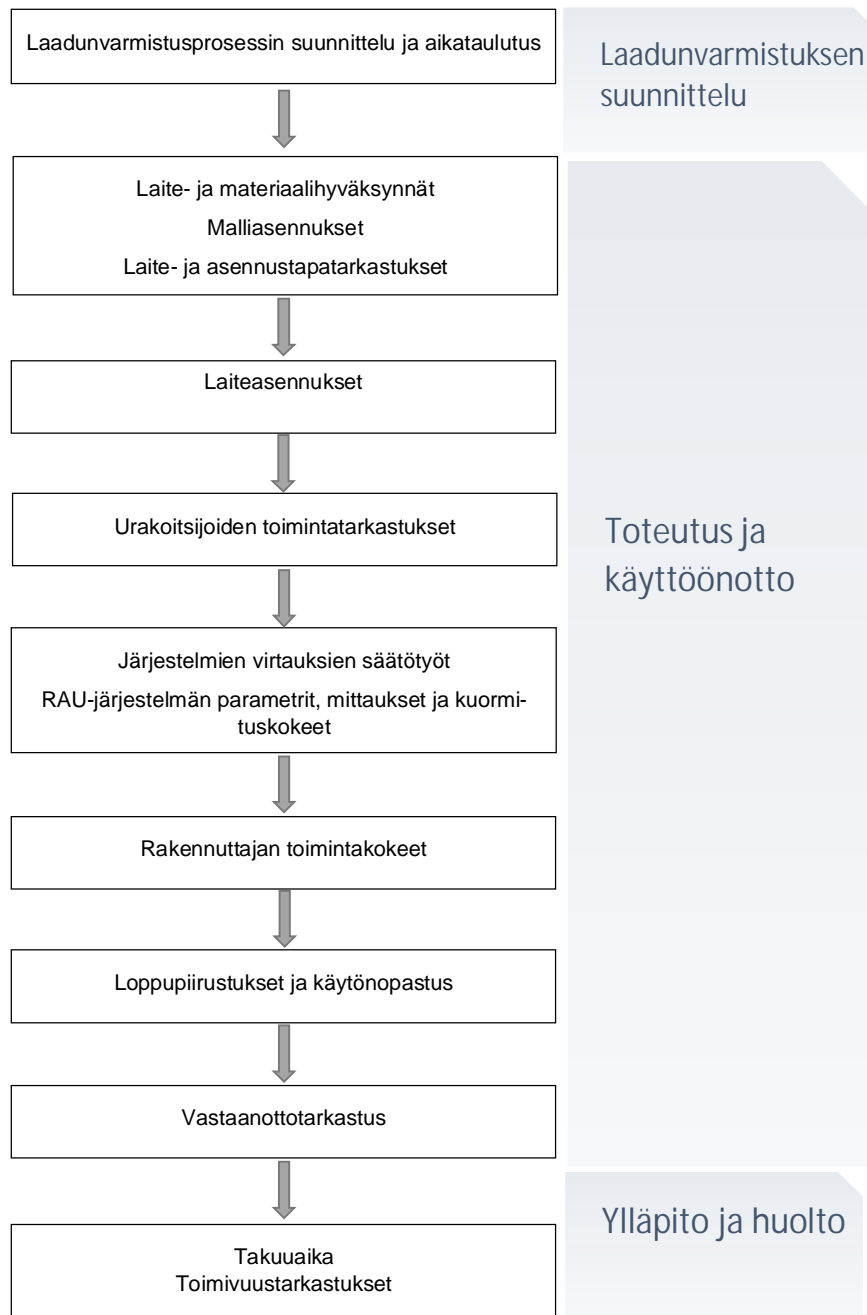 Laadunvarmistusprosessin suunnittelu ja aikataulutus
Laadunvarmistuksen
suunnittelu
Laite- ja materiaalihyväksynnät
Malliasennukset
Laite- ja asennustapatarkastukset
Laiteasennukset
Urakoitsijoiden toimintatarkastukset
Toteutus ja
käyttöönotto
Järjestelmien virtauksien säätötyöt
RAU-järjestelmän parametrit, mittaukset ja kuormi-
tuskokeet
Rakennuttajan toimintakokeet
Loppupiirustukset ja käytönopastus
Vastaanottotarkastus
Ylläpito ja huolto
Takuuaika
Toimivuustarkastukset